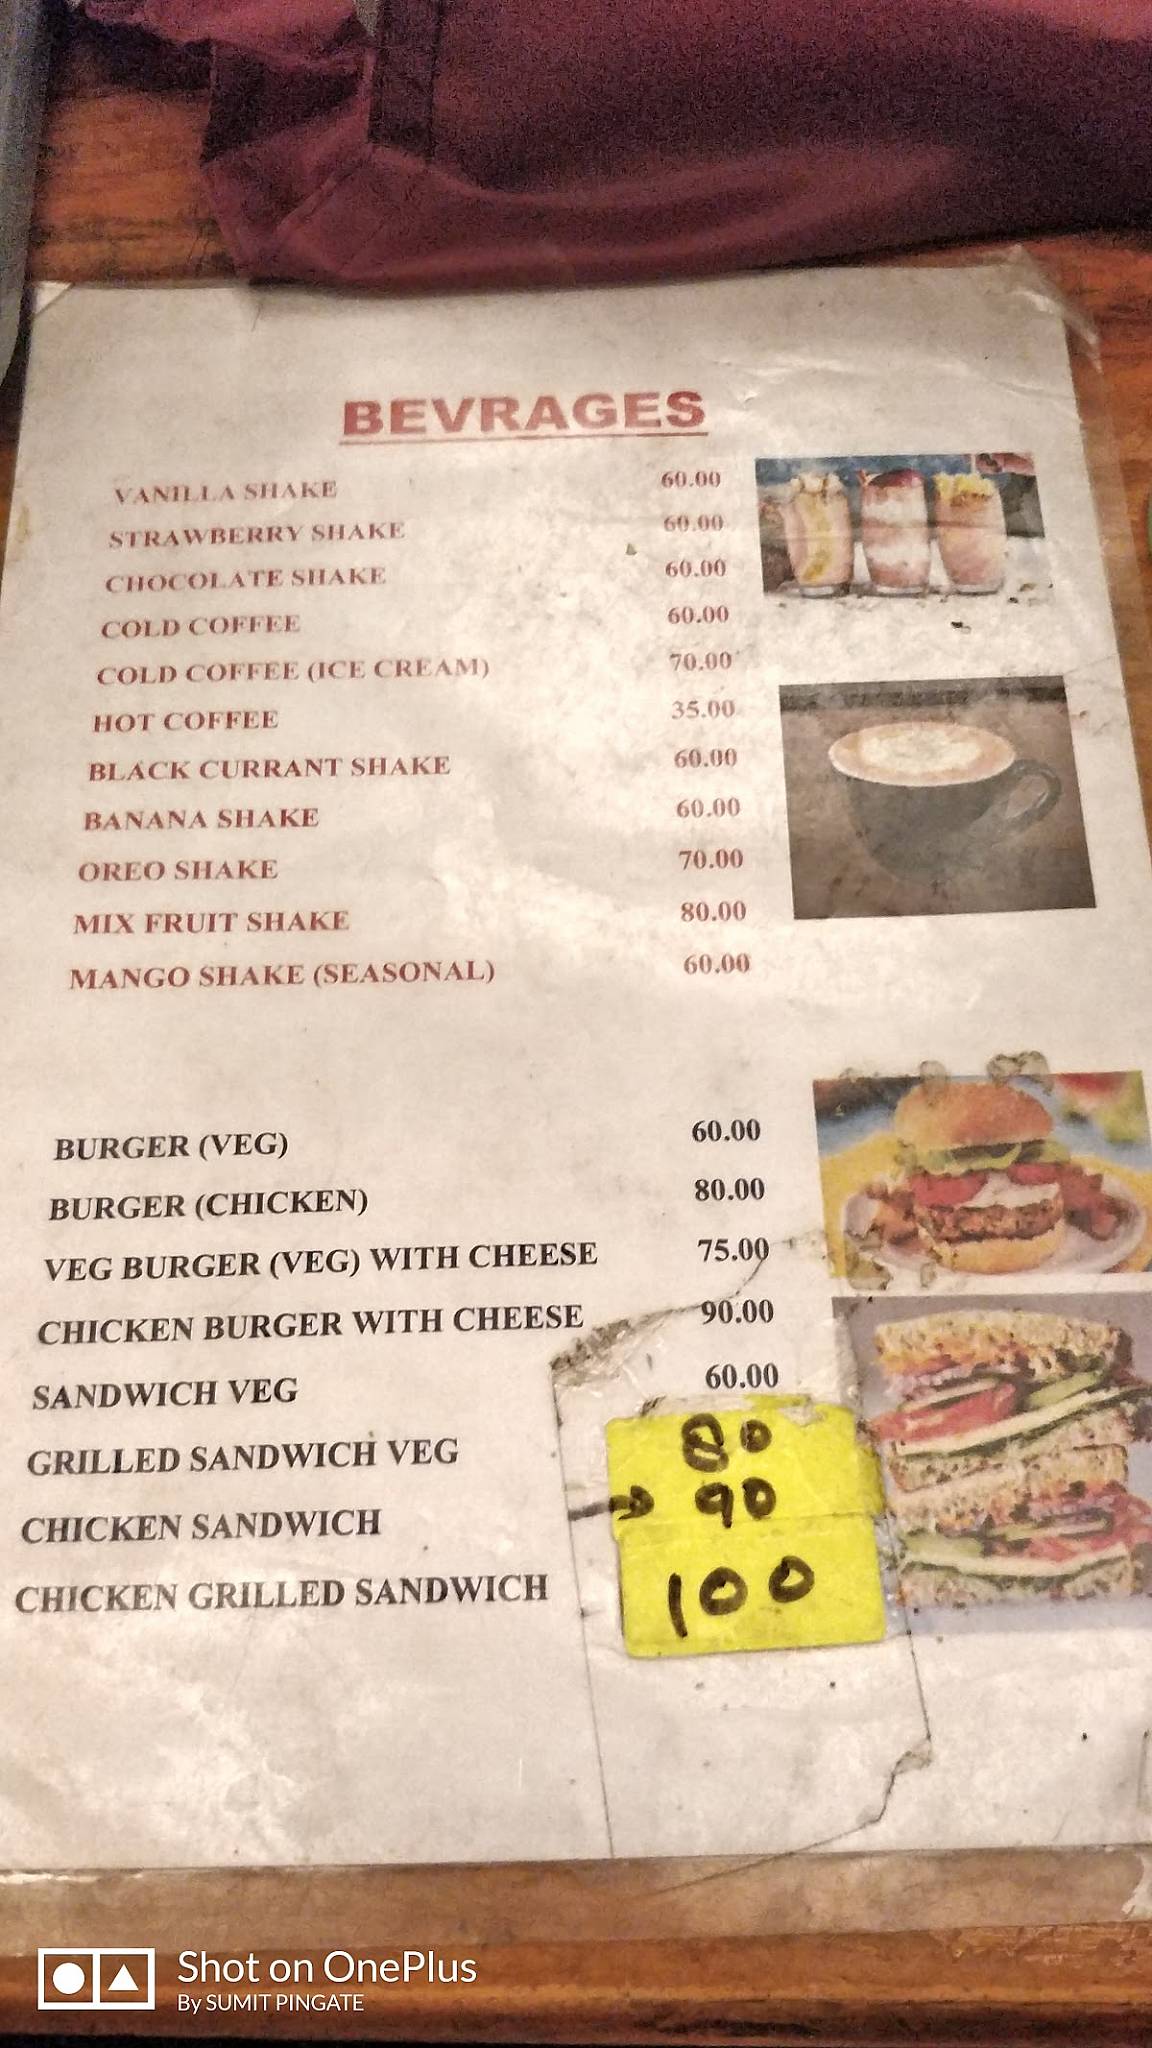 BEVRAGES
VANILLA SHAKE 60.00
STRAWBERRY SHAKE 60.00
CHOCOLATE SHAKE 60.00
COLD COFFEE 60.00
COLD COFFEE (ICE CREAM) 70.00
HOT COFFEE 35.00
BLACK CURRANT SHAKE 60.00
BANANA SHAKE 60.00
OREO SHAKE 70.00
MIX FRUIT SHAKE 80.00
MANGO SHAKE (SEASONAL) 60.00
BURGER (VEG) 60.00
BURGER (CHICKEN) 80.00
VEG BURGER (VEG) WITH CHEESE 75.00
CHICKEN BURGER WITH CHEESE 90.00
SANDWICH VEG 60.00
GRILLED SANDWICH VEG 80
CHICKEN SANDWICH 90
CHICKEN GRILLED SANDWICH 100
Shot on OnePlus
By SUMIT PINGATE